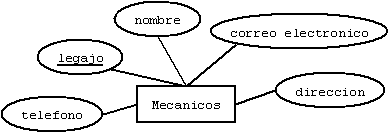 nombre
correo electronico
legajo
direccion
Mecanicos
telefono